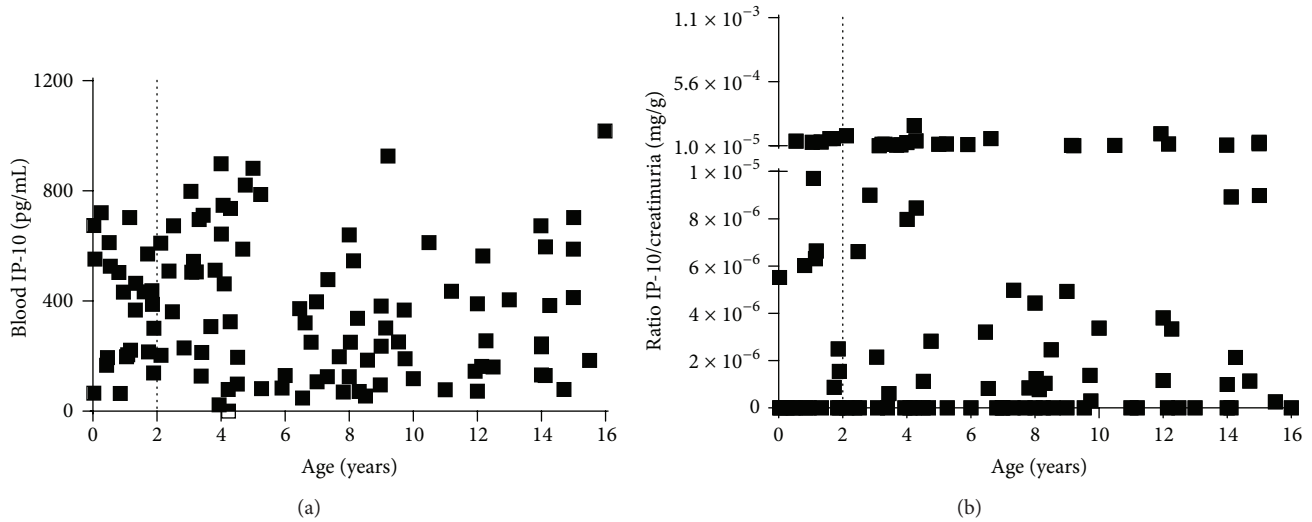 1200
800
400
0
Blood IP-10 (pg/mL)
0 2 4 6 8 10 12 14 16
Age (years)
(a)
1.1 × 10⁻³
5.6 × 10⁻⁴
1.0 × 10⁻⁵
1 × 10⁻⁵
8 × 10⁻⁶
6 × 10⁻⁶
4 × 10⁻⁶
2 × 10⁻⁶
0
Ratio IP-10/creatinuria (mg/g)
0 2 4 6 8 10 12 14 16
Age (years)
(b)